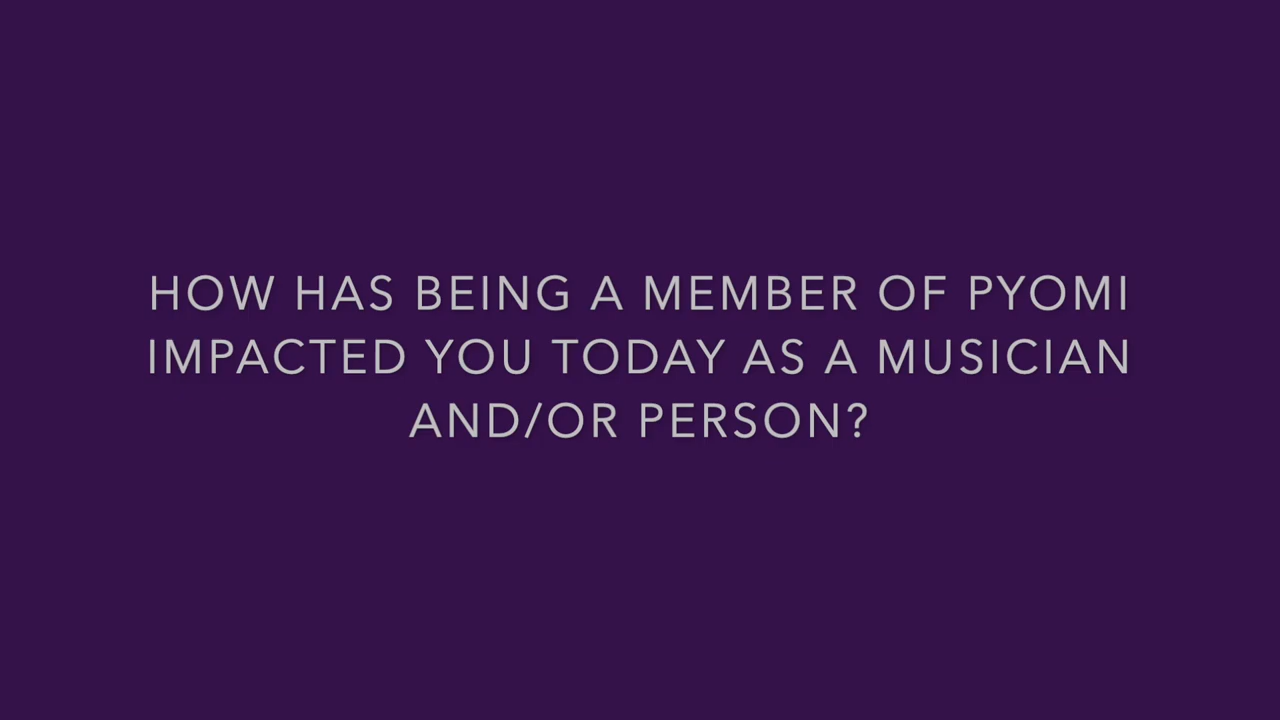 HOW HAS BEING A MEMBER OF PYOMI
IMPACTED YOU TODAY AS A MUSICIAN
AND/OR PERSON?